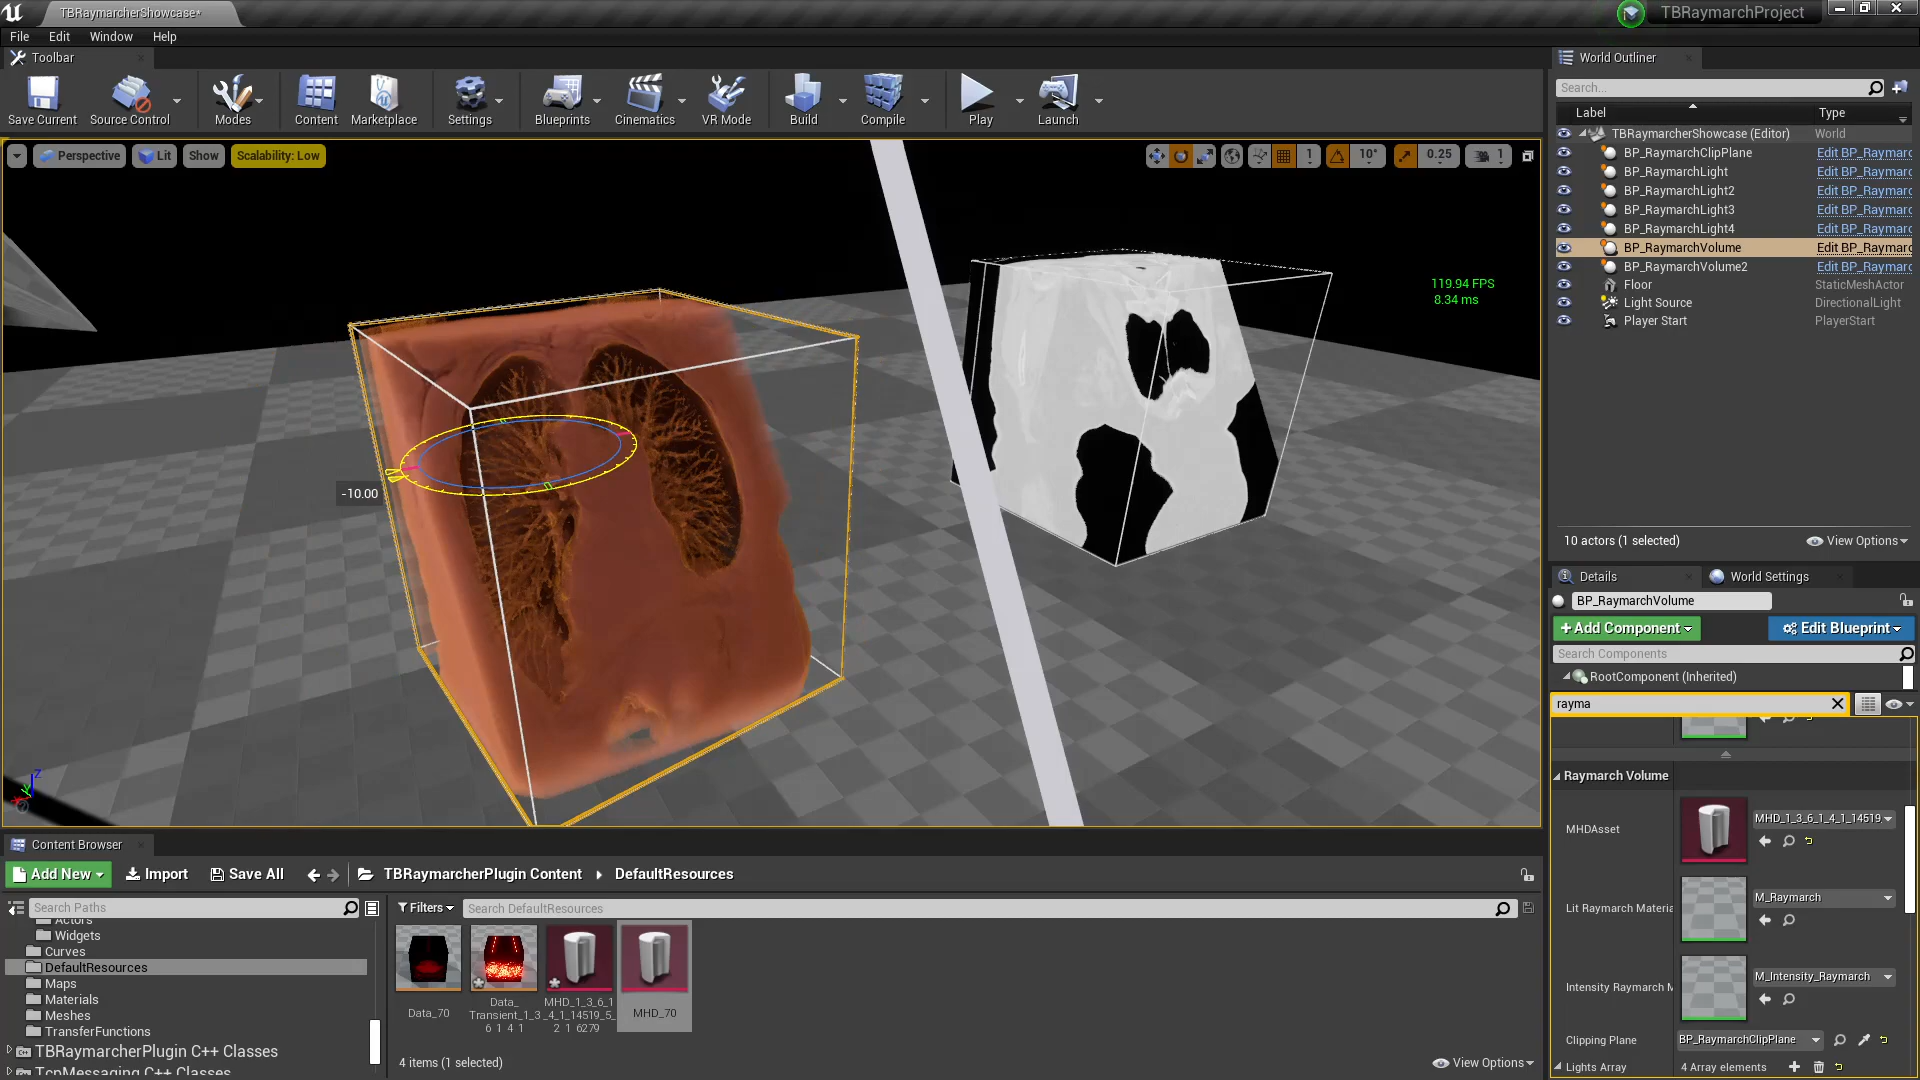 TBRaymarcherShowcase*
TBRaymarchProject
File Edit Window Help
Toolbar
Save Current
Source Control
Modes
Content
Marketplace
Settings
Blueprints
Cinematics
VR Mode
Build
Compile
Play
Launch
Perspective
Lit
Show
Scalability: Low
1
10°
0.25
1
119.94 FPS
8.34 ms
-10.00
Z
World Outliner
Search...
Label Type
TBRaymarcherShowcase (Editor) World
BP_RaymarchClipPlane Edit BP_Raymarc
BP_RaymarchLight Edit BP_Raymarc
BP_RaymarchLight2 Edit BP_Raymarc
BP_RaymarchLight3 Edit BP_Raymarc
BP_RaymarchLight4 Edit BP_Raymarc
BP_RaymarchVolume Edit BP_Raymarc
BP_RaymarchVolume2 Edit BP_Raymarc
Floor StaticMeshActor
Light Source DirectionalLight
Player Start PlayerStart
10 actors (1 selected)
View Options
Details
World Settings
BP_RaymarchVolume
+Add Component
Edit Blueprint
Search Components
RootComponent (Inherited)
rayma
Raymarch Volume
MHDAsset
MHD_1_3_6_1_4_1_14519
Lit Raymarch Materia
M_Raymarch
Intensity Raymarch M
M_Intensity_Raymarch
Clipping Plane
BP_RaymarchClipPlane
Lights Array
4 Array elements
Content Browser
Add New
Import
Save All
TBRaymarcherPlugin Content
DefaultResources
Search Paths
Filters
Search DefaultResources
Actors
Widgets
Curves
DefaultResources
Maps
Materials
Meshes
TransferFunctions
TBRaymarcherPlugin C++ Classes
TcpMessaging C++ Classes
Data_70
Data_
Transient_1_3_
6_1_4_1
MHD_1_3_6_1
_4_1_14519_5_
2_1_6279
MHD_70
4 items (1 selected)
View Options